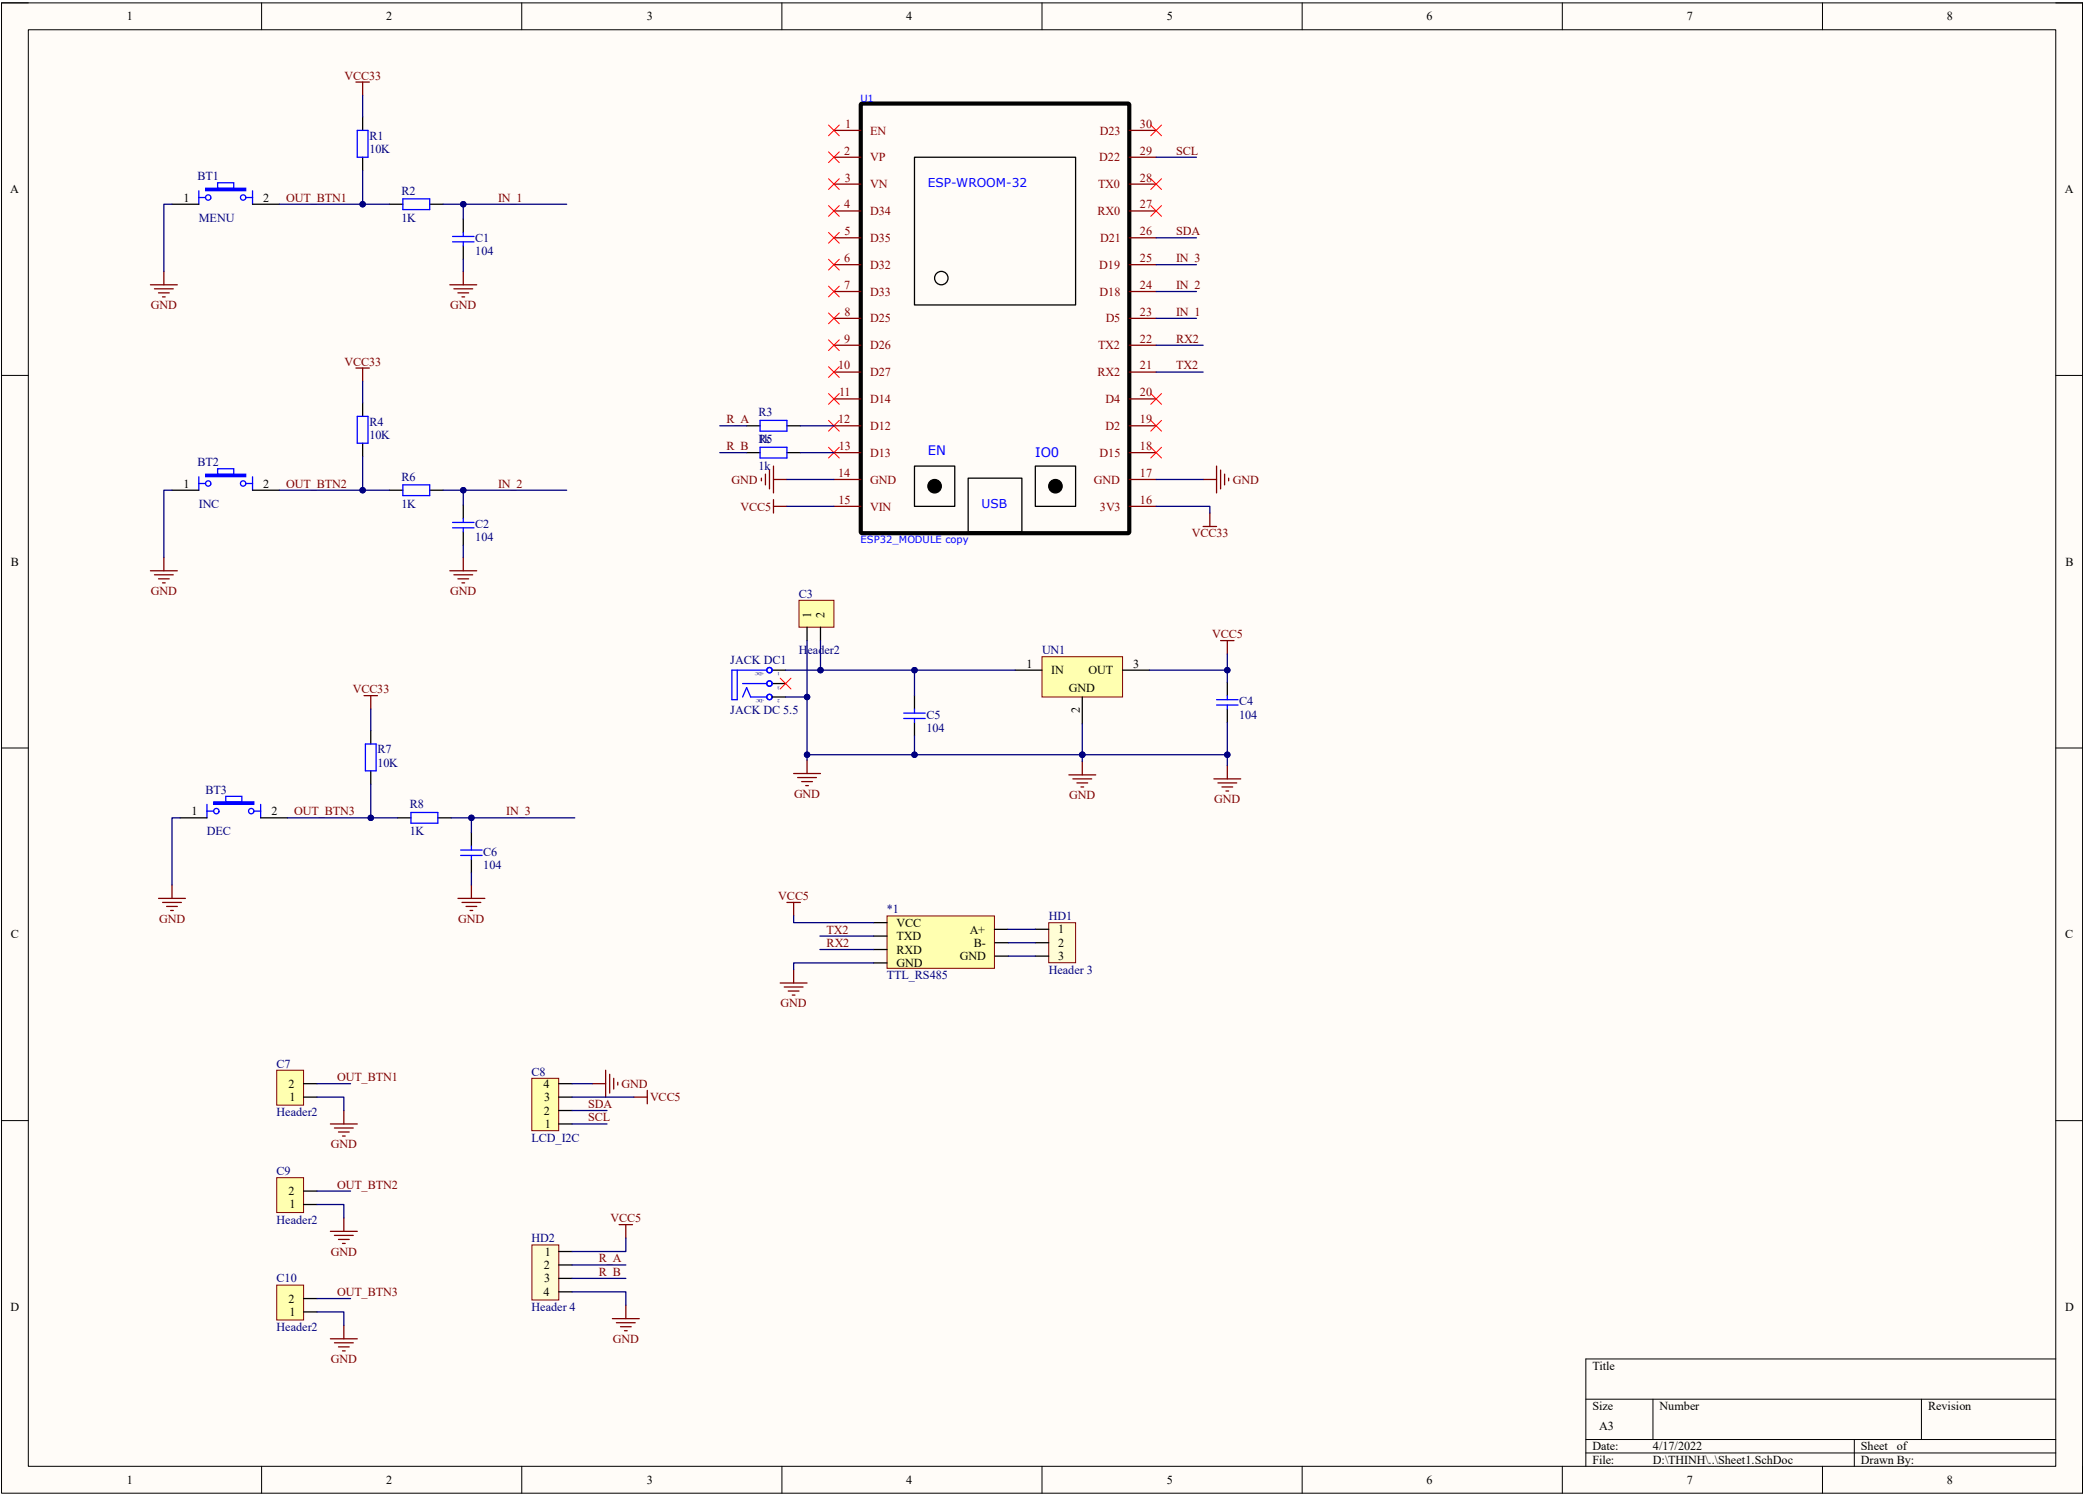 1 2 3 4 5 6 7 8
A
B
C
D
A
B
C
D
VCC33
R1
10K
BT1
1 2
MENU
OUT_BTN1
R2
1K
IN_1
C1
104
GND
GND
VCC33
R4
10K
BT2
1 2
INC
OUT_BTN2
R6
1K
IN_2
C2
104
GND
GND
VCC33
R7
10K
BT3
1 2
DEC
OUT_BTN3
R8
1K
IN_3
C6
104
GND
GND
U1
1 EN
2 VP
3 VN
4 D34
5 D35
6 D32
7 D33
8 D25
9 D26
10 D27
11 D14
R_A R3 12 D12
R_B R5 13 D13
1k
GND 14 GND
VCC5 15 VIN
ESP-WROOM-32
EN
IO0
USB
D23 30
D22 29 SCL
TX0 28
RX0 27
D21 26 SDA
D19 25 IN_3
D18 24 IN_2
D5 23 IN_1
TX2 22 RX2
RX2 21 TX2
D4 20
D2 19
D15 18
GND 17 GND
3V3 16
VCC33
ESP32_MODULE copy
C3
1 2
Header2
JACK DC1
JACK DC 5.5
C5
104
UN1
1 IN OUT 3
GND
2
VCC5
C4
104
GND
GND
GND
VCC5
*1
VCC
TX2 TXD
RX2 RXD
GND
A+
B-
GND
TTL_RS485
GND
HD1
1
2
3
Header 3
C7
2 OUT_BTN1
1
Header2
GND
C9
2 OUT_BTN2
1
Header2
GND
C10
2 OUT_BTN3
1
Header2
GND
C8
4 GND
3 VCC5
2 SDA
1 SCL
LCD_I2C
VCC5
HD2
1
2 R_A
3 R_B
4
Header 4
GND
Title
Size Number Revision
A3
Date: 4/17/2022 Sheet of
File: D:\THINH\..\Sheet1.SchDoc Drawn By:
1 2 3 4 5 6 7 8